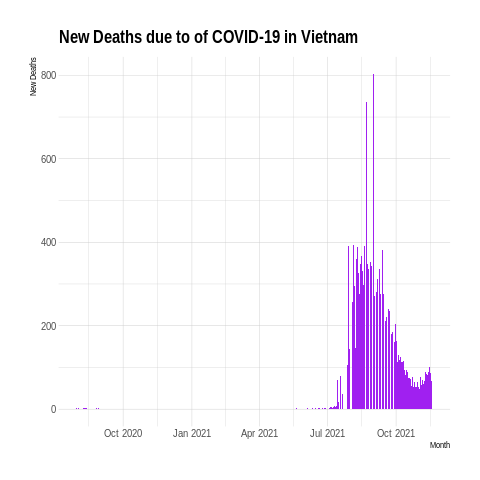 New Deaths due to of COVID-19 in Vietnam
New Deaths
800
600
400
200
0
Oct 2020 Jan 2021 Apr 2021 Jul 2021 Oct 2021
Month